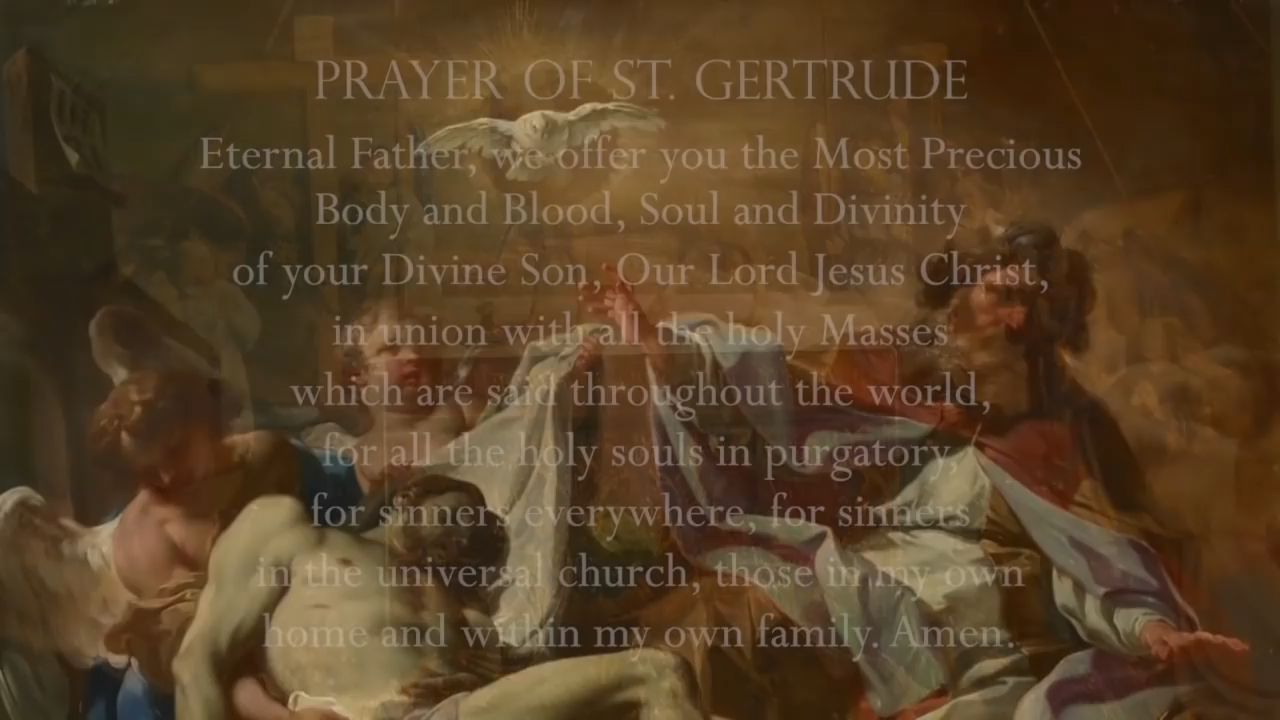 PRAYER OF ST. GERTRUDE
Eternal Father, we offer you the Most Precious
Body and Blood, Soul and Divinity
of your Divine Son, Our Lord Jesus Christ,
in union with all the holy Masses
which are said throughout the world,
for all the holy souls in purgatory,
for sinners everywhere, for sinners
in the universal church, those in my own
home and within my own family. Amen.